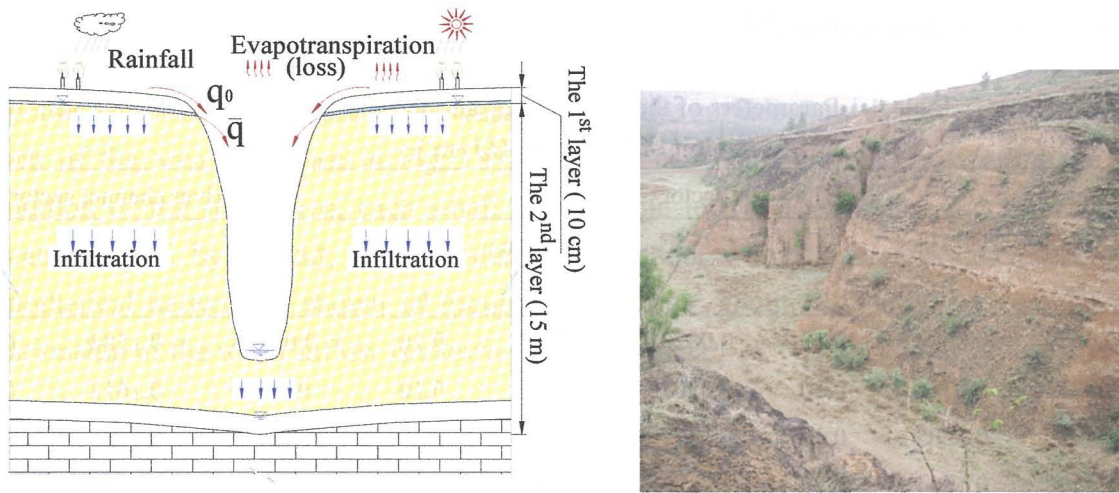 Rainfall
Evapotranspiration
(loss)
q0
q̄
Infiltration
Infiltration
The 1st layer ( 10 cm)
The 2nd layer (15 m)